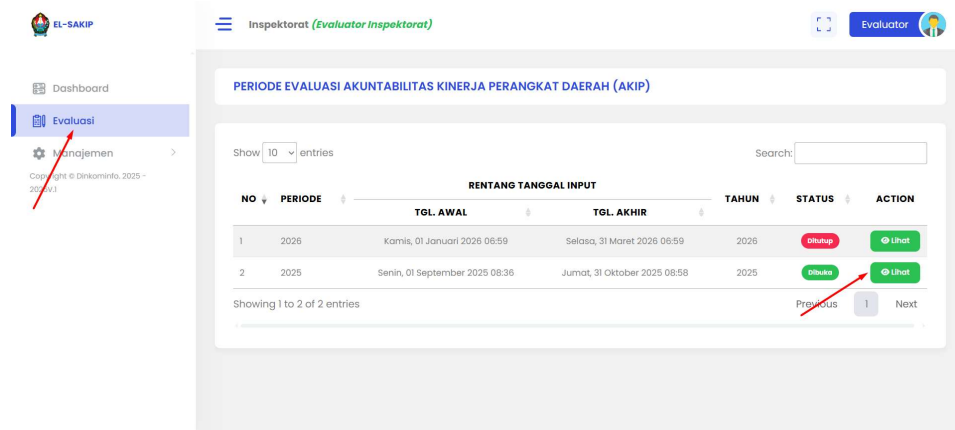 EL-SAKIP
Inspektorat (Evaluator Inspektorat)
Evaluator
Dashboard
Evaluasi
Manajemen
Copyright © Dinkominfo, 2025 -
2025V.1
PERIODE EVALUASI AKUNTABILITAS KINERJA PERANGKAT DAERAH (AKIP)
Show 10 entries
Search:
NO PERIODE RENTANG TANGGAL INPUT TAHUN STATUS ACTION
TGL. AWAL TGL. AKHIR
1 2026 Kamis, 01 Januari 2026 06:59 Selasa, 31 Maret 2026 06:59 2026 Ditutup Lihat
2 2025 Senin, 01 September 2025 08:36 Jumat, 31 Oktober 2025 08:58 2025 Dibuka Lihat
Showing 1 to 2 of 2 entries
Previous 1 Next